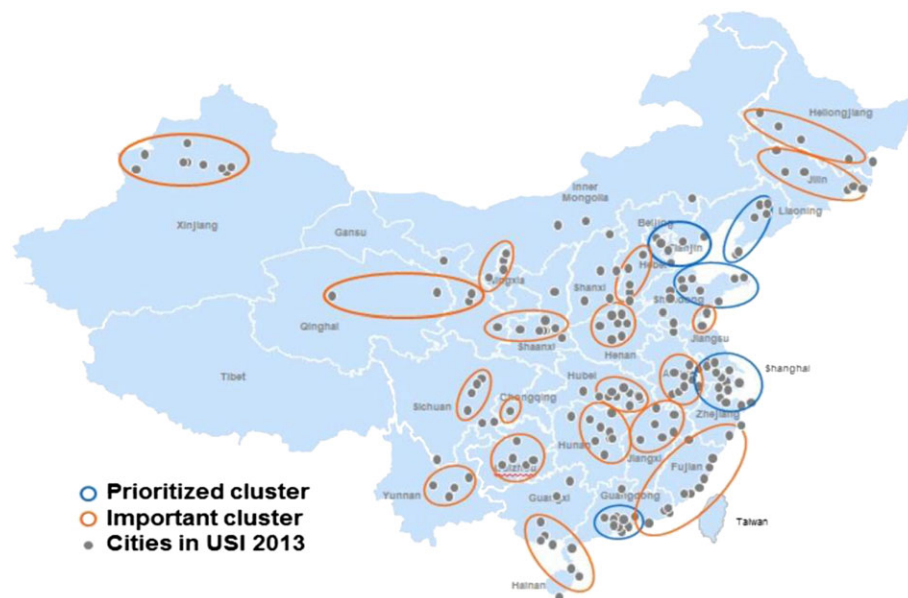 Heilongjiang
Jilin
Inner
Mongolia
Liaoning
Beijing
Tianjin
Xinjiang
Gansu
Hebei
Ningxia
Shanxi
Shandong
Qinghai
Jiangsu
Shaanxi
Henan
Shanghai
Tibet
Hubei
Sichuan
Chongqing
Zhejiang
Hunan
Jiangxi
Guizhou
Fujian
Prioritized cluster
Yunnan
Guangxi
Guangdong
Important cluster
Taiwan
Cities in USI 2013
Hainan